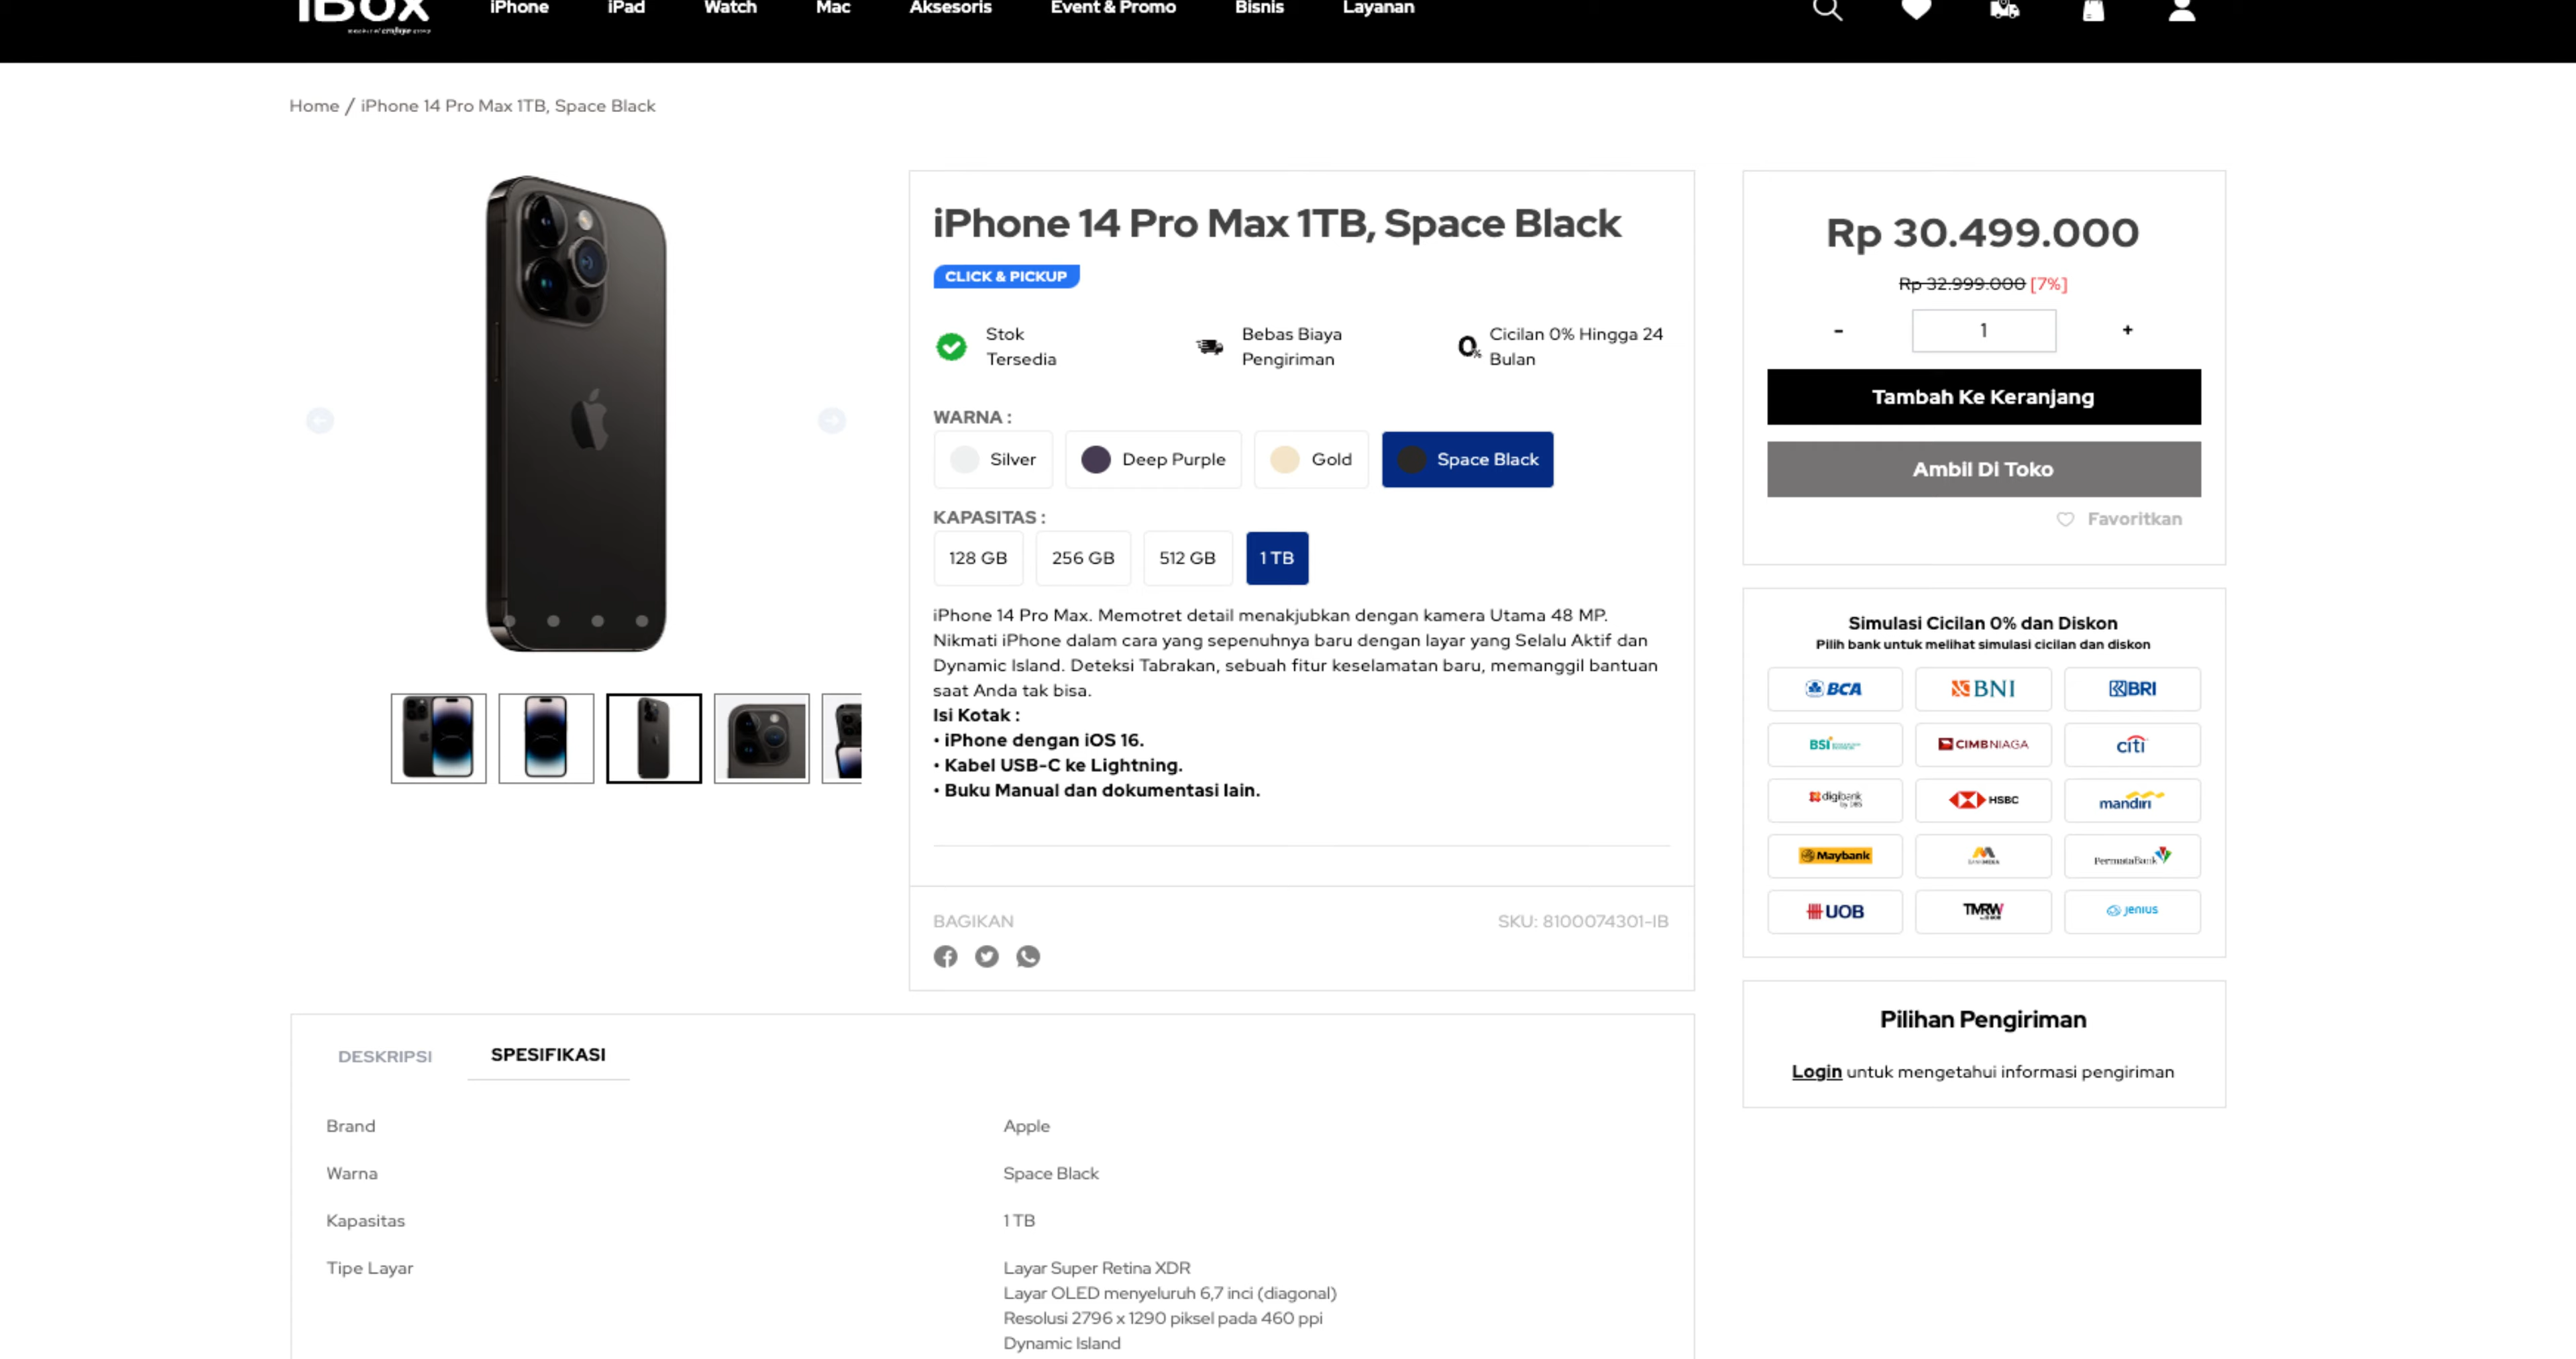 iBOX
iPhone
iPad
Watch
Mac
Aksesoris
Event & Promo
Bisnis
Layanan
Home / iPhone 14 Pro Max 1TB, Space Black
iPhone 14 Pro Max 1TB, Space Black
CLICK & PICKUP
Stok
Tersedia
Bebas Biaya
Pengiriman
0%
Cicilan 0% Hingga 24
Bulan
WARNA :
Silver
Deep Purple
Gold
Space Black
KAPASITAS :
128 GB
256 GB
512 GB
1 TB
iPhone 14 Pro Max. Memotret detail menakjubkan dengan kamera Utama 48 MP.
Nikmati iPhone dalam cara yang sepenuhnya baru dengan layar yang Selalu Aktif dan
Dynamic Island. Deteksi Tabrakan, sebuah fitur keselamatan baru, memanggil bantuan
saat Anda tak bisa.
Isi Kotak :
• iPhone dengan iOS 16.
• Kabel USB-C ke Lightning.
• Buku Manual dan dokumentasi lain.
BAGIKAN
SKU: 8100074301-IB
Rp 30.499.000
Rp 32.999.000 [7%]
-
1
+
Tambah Ke Keranjang
Ambil Di Toko
Favoritkan
Simulasi Cicilan 0% dan Diskon
Pilih bank untuk melihat simulasi cicilan dan diskon
BCA
BNI
BRI
BSI
CIMBNIAGA
citi
digibank
by DBS
HSBC
mandiri
Maybank
PermataBank
UOB
TMRW
jenius
Pilihan Pengiriman
Login untuk mengetahui informasi pengiriman
DESKRIPSI
SPESIFIKASI
Brand
Apple
Warna
Space Black
Kapasitas
1 TB
Tipe Layar
Layar Super Retina XDR
Layar OLED menyeluruh 6,7 inci (diagonal)
Resolusi 2796 x 1290 piksel pada 460 ppi
Dynamic Island